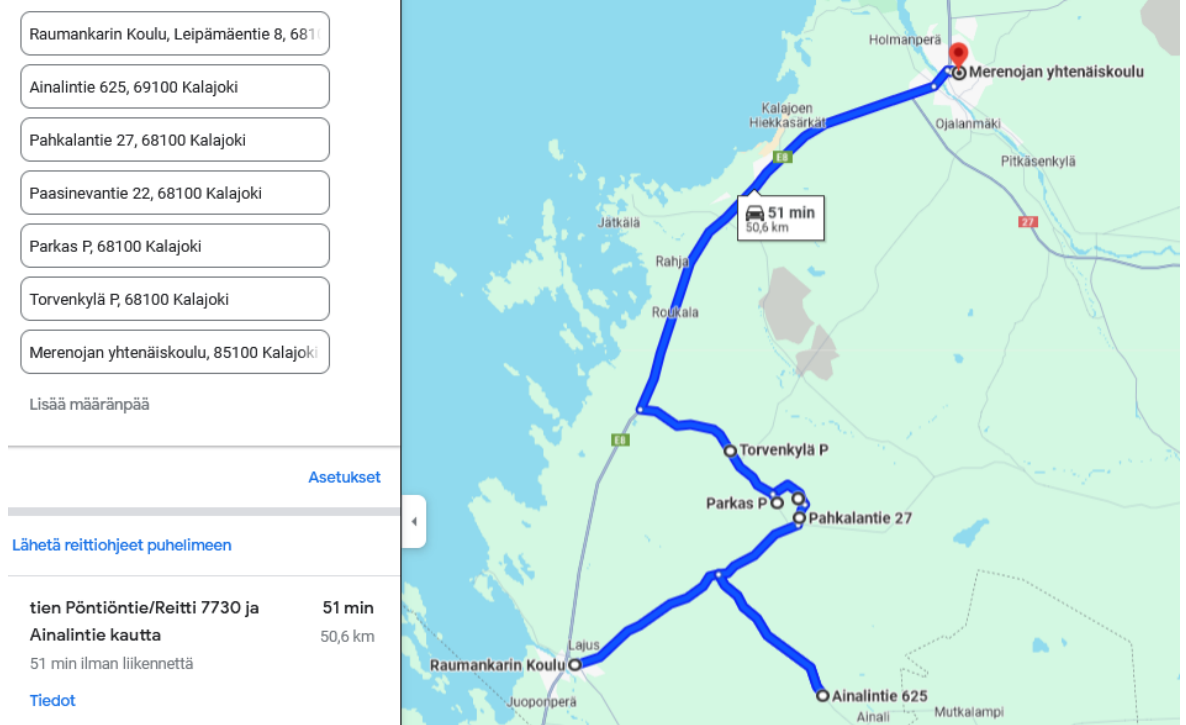 Raumankarin Koulu, Leipämäentie 8, 681
Ainalintie 625, 69100 Kalajoki
Pahkalantie 27, 68100 Kalajoki
Paasinevantie 22, 68100 Kalajoki
Parkas P, 68100 Kalajoki
Torvenkylä P, 68100 Kalajoki
Merenojan yhtenäiskoulu, 85100 Kalajoki
Lisää määränpää
Asetukset
Lähetä reittiohjeet puhelimeen
tien Pöntiöntie/Reitti 7730 ja
Ainalintie kautta
51 min
50,6 km
51 min ilman liikennettä
Tiedot
Holmanperä
Merenojan yhtenäiskoulu
Kalajoen
Hiekkasärkät
Ojalanmäki
E8
Pitkäsenkylä
51 min
50,6 km
Jätkälä
27
Rahja
Roukala
E8
Torvenkylä P
Parkas P
Pahkalantie 27
Lajus
Raumankarin Koulu
Juoponperä
Ainalintie 625
Ainali
Mutkalampi